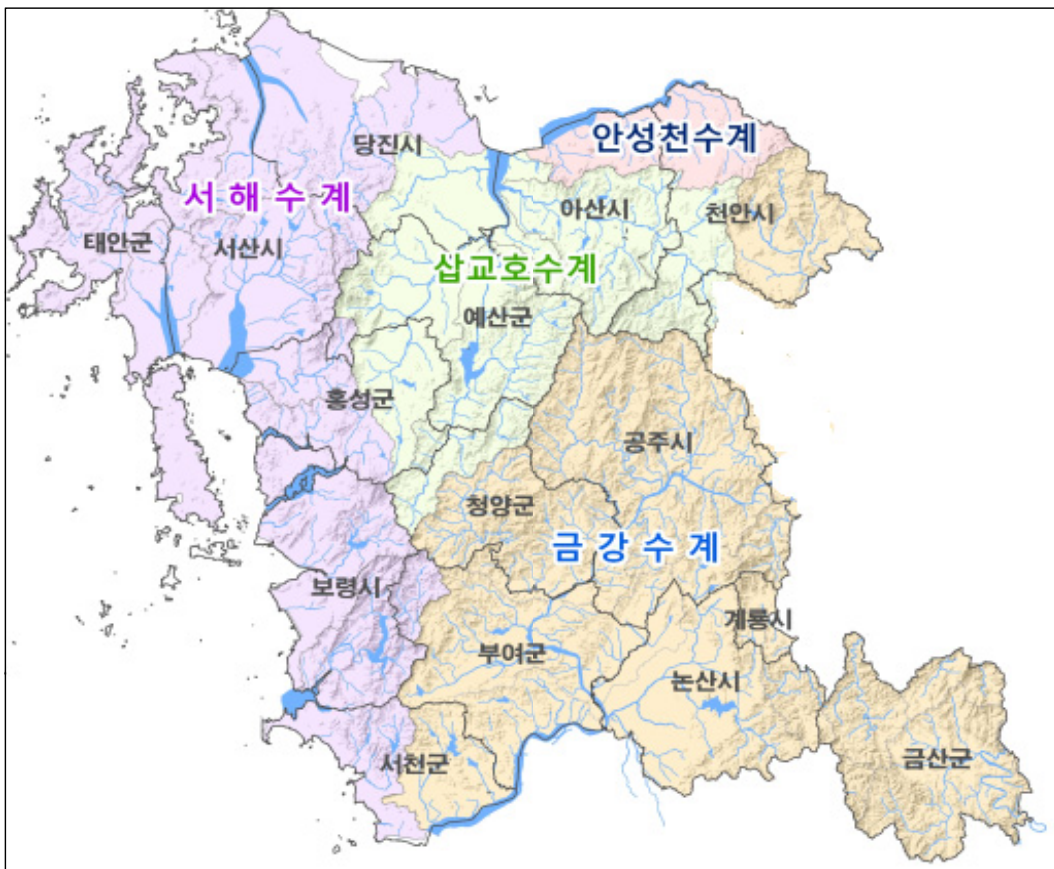 안성천수계
당진시
서 해 수 계
아산시
천안시
태안군
서산시
삽교호수계
예산군
홍성군
공주시
청양군
금 강 수 계
보령시
계룡시
부여군
논산시
서천군
금산군